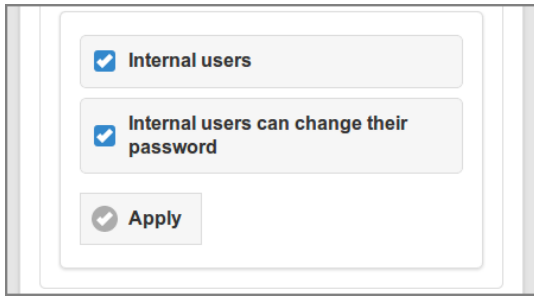 Internal users
Internal users can change their
password
Apply